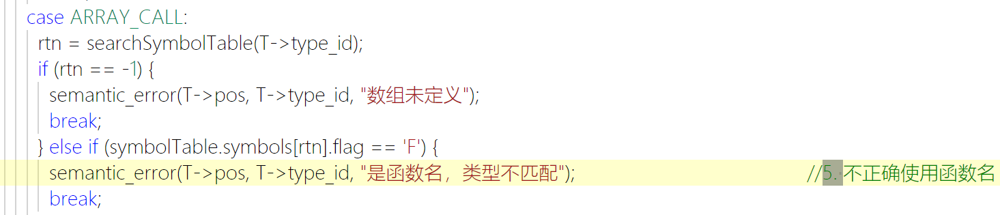 case ARRAY_CALL:
rtn = searchSymbolTable(T->type_id);
if (rtn == -1) {
semantic_error(T->pos, T->type_id, "数组未定义");
break;
} else if (symbolTable.symbols[rtn].flag == 'F') {
semantic_error(T->pos, T->type_id, "是函数名，类型不匹配"); //5. 不正确使用函数名
break;